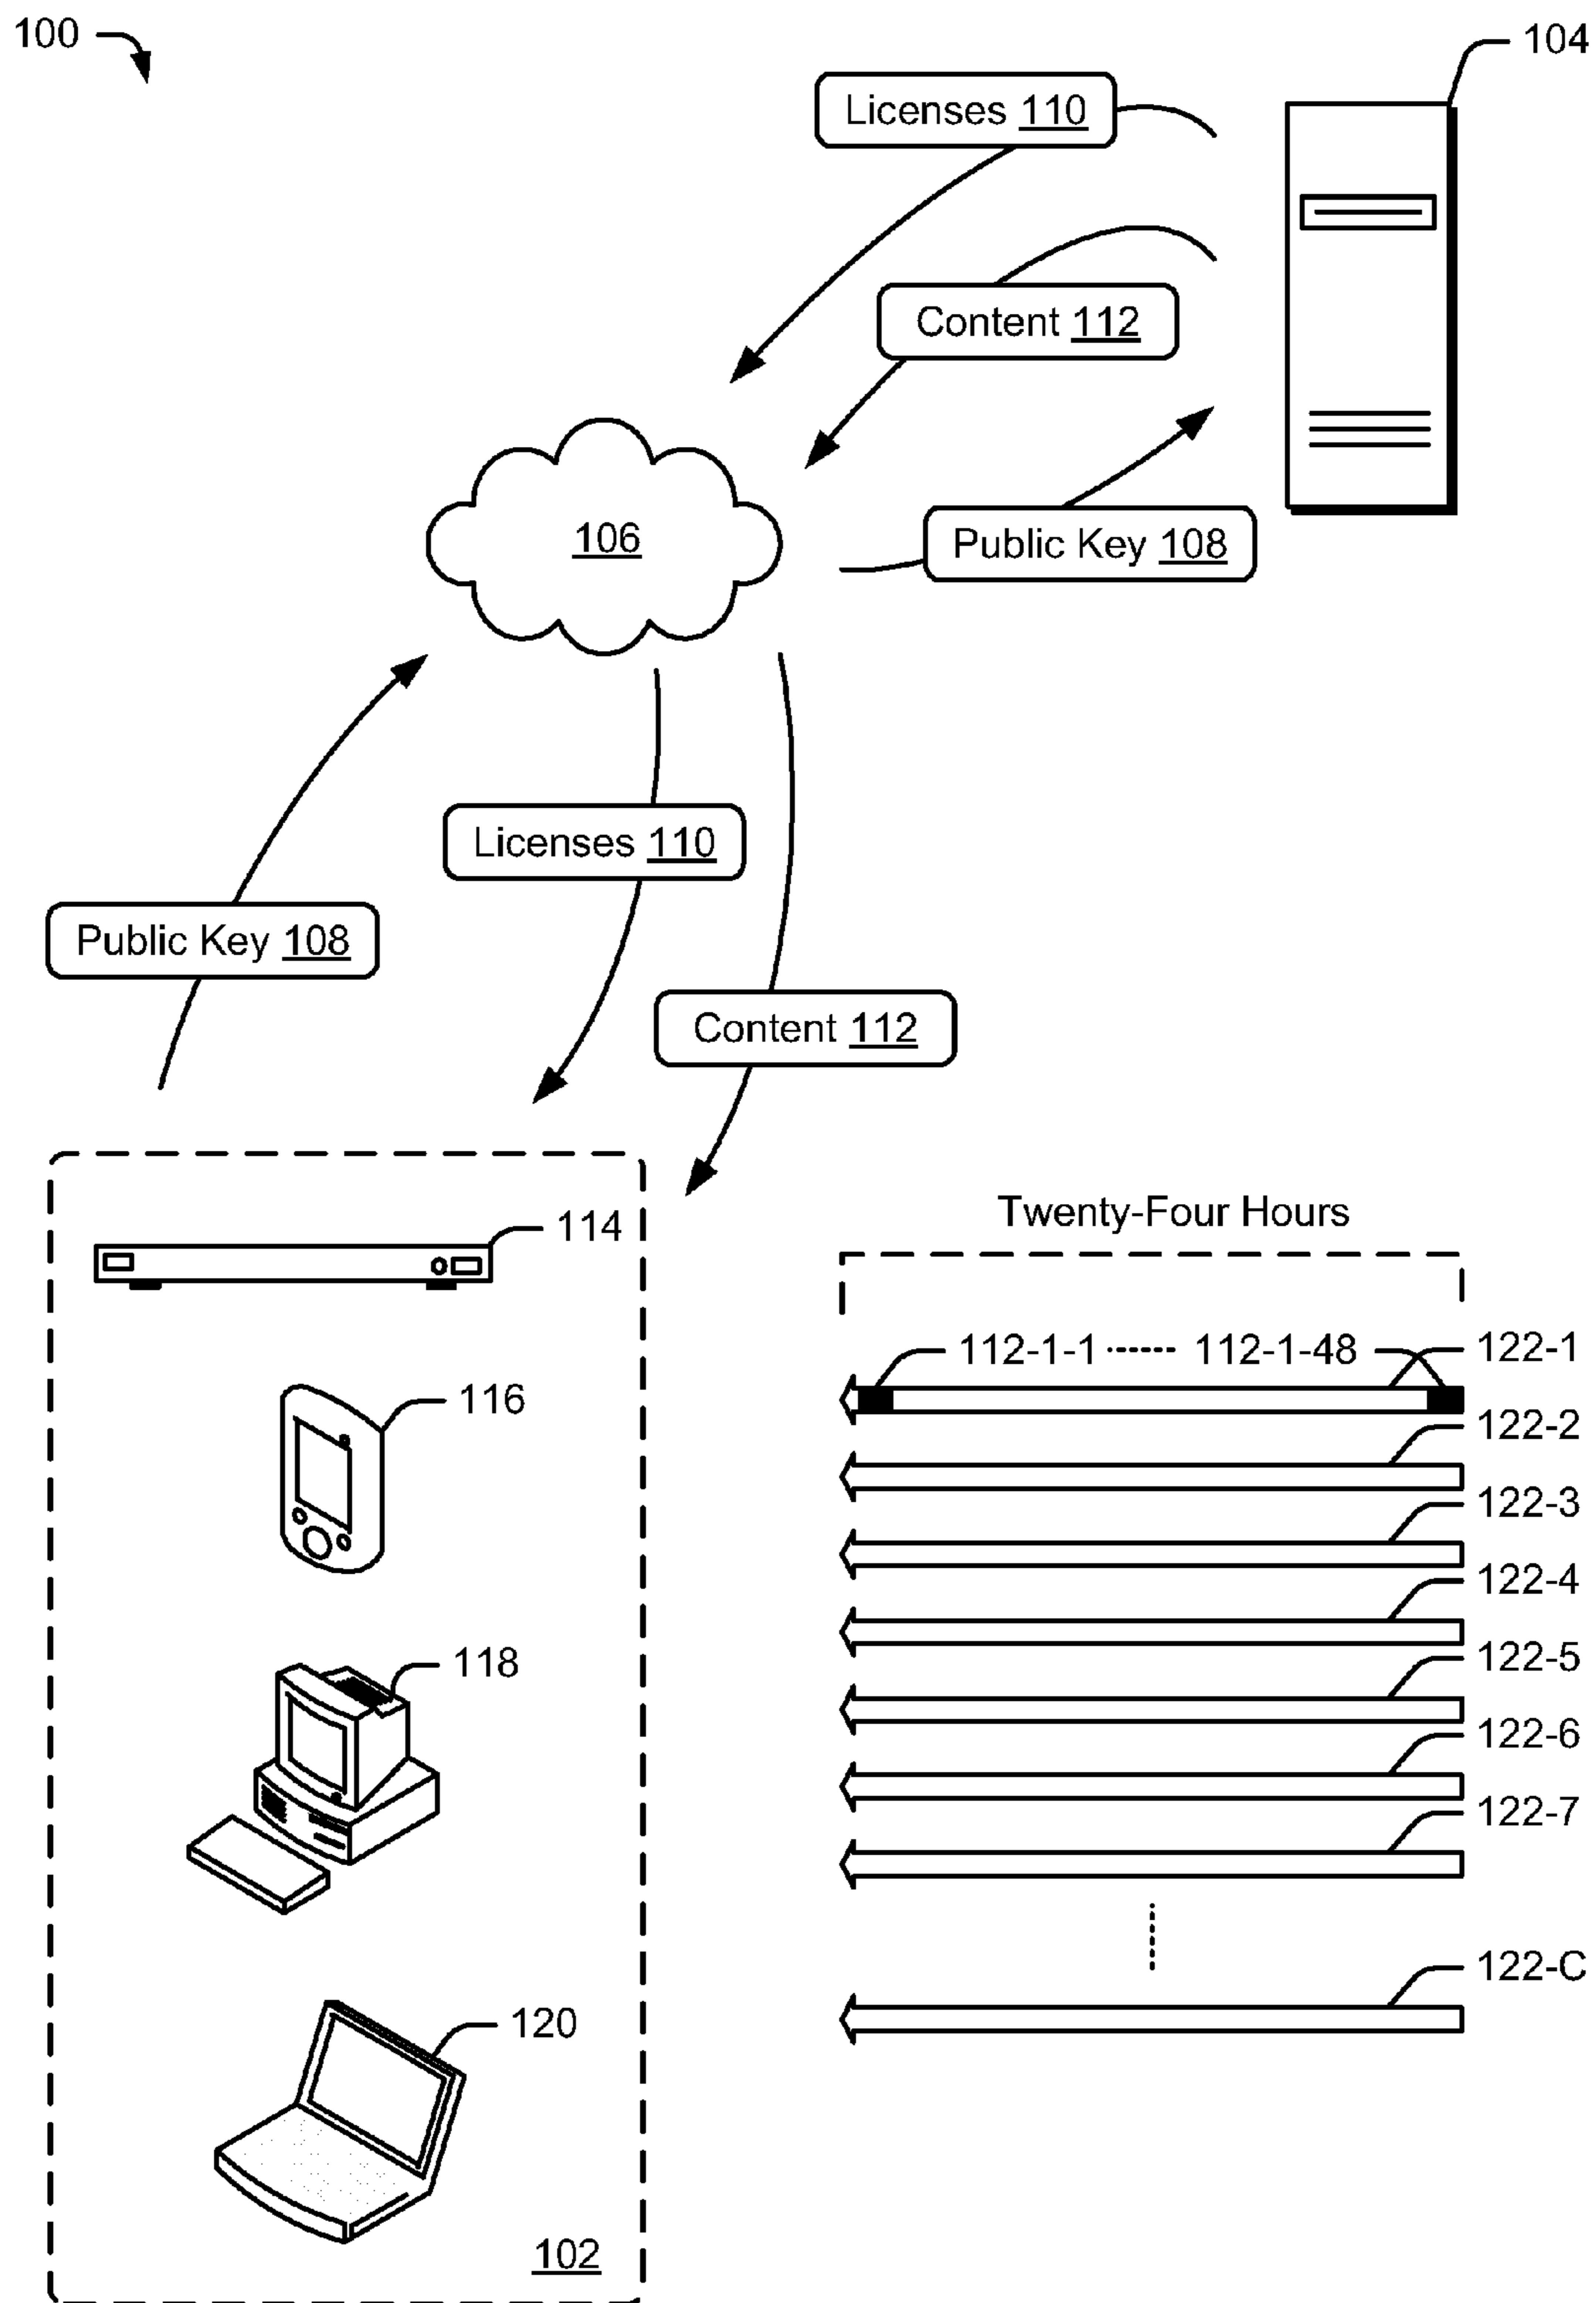 100
104
Licenses 110
Content 112
106
Public Key 108
Licenses 110
Public Key 108
Content 112
114
Twenty-Four Hours
112-1-1 ...... 112-1-48
122-1
116
122-2
122-3
122-4
118
122-5
122-6
122-7
122-C
120
102